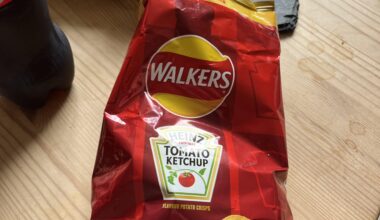 WALKERS
HEINZ
TOMATO
KETCHUP
FLAVOUR POTATO CRISPS